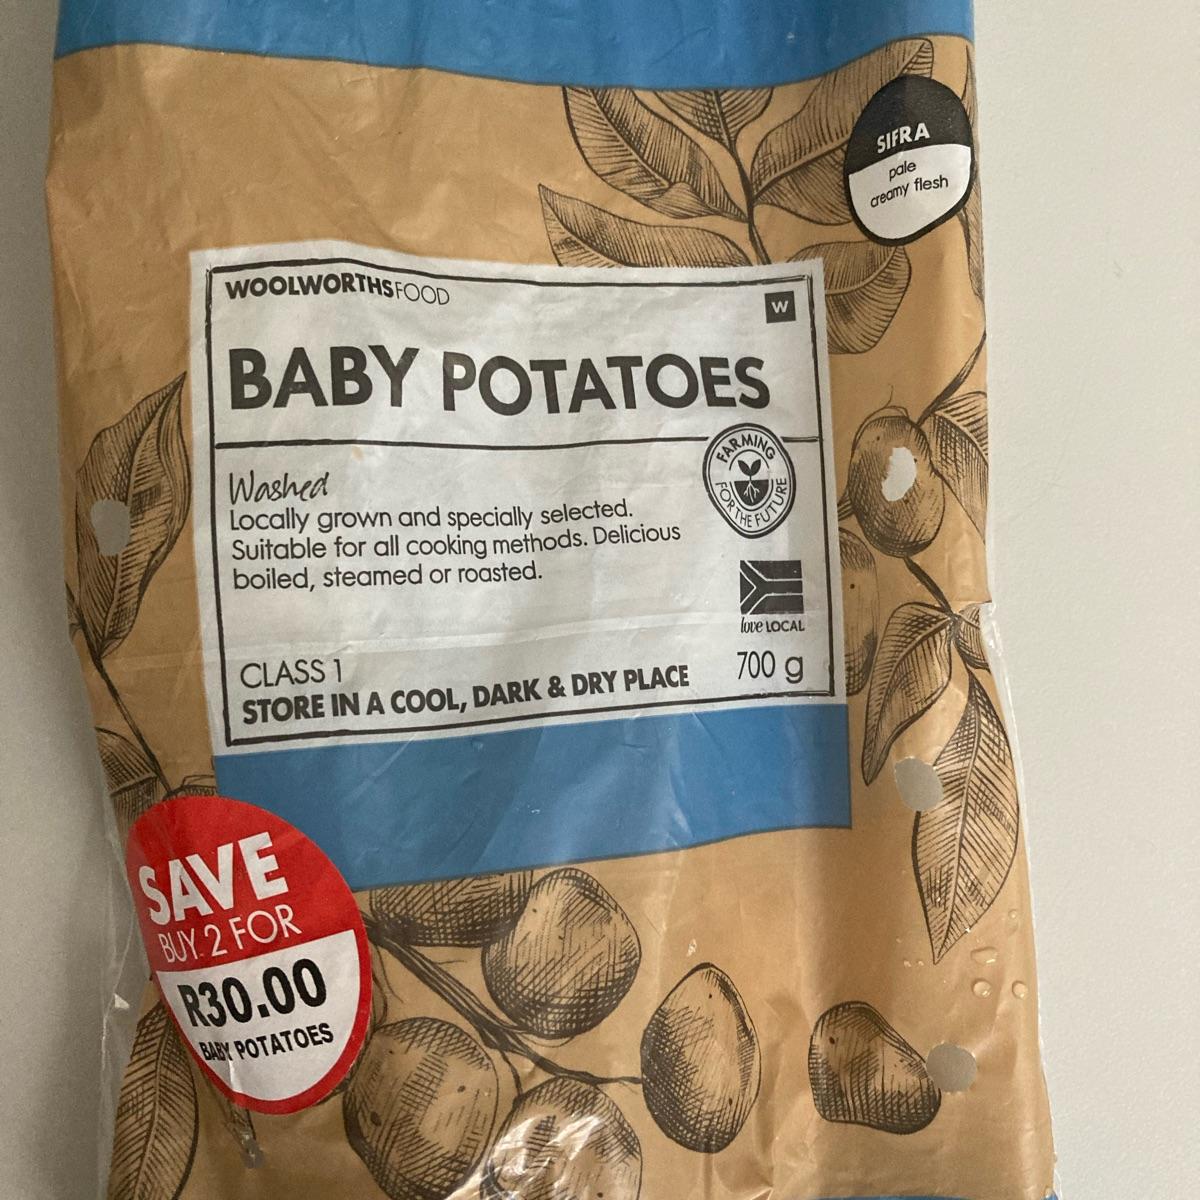 SIFRA
pale
creamy flesh
WOOLWORTHSFOOD
W
BABY POTATOES
FARMING
FOR THE FUTURE
Washed
Locally grown and specially selected.
Suitable for all cooking methods. Delicious
boiled, steamed or roasted.
love LOCAL
CLASS 1
700 g
STORE IN A COOL, DARK & DRY PLACE
SAVE
BUY 2 FOR
R30.00
BABY POTATOES